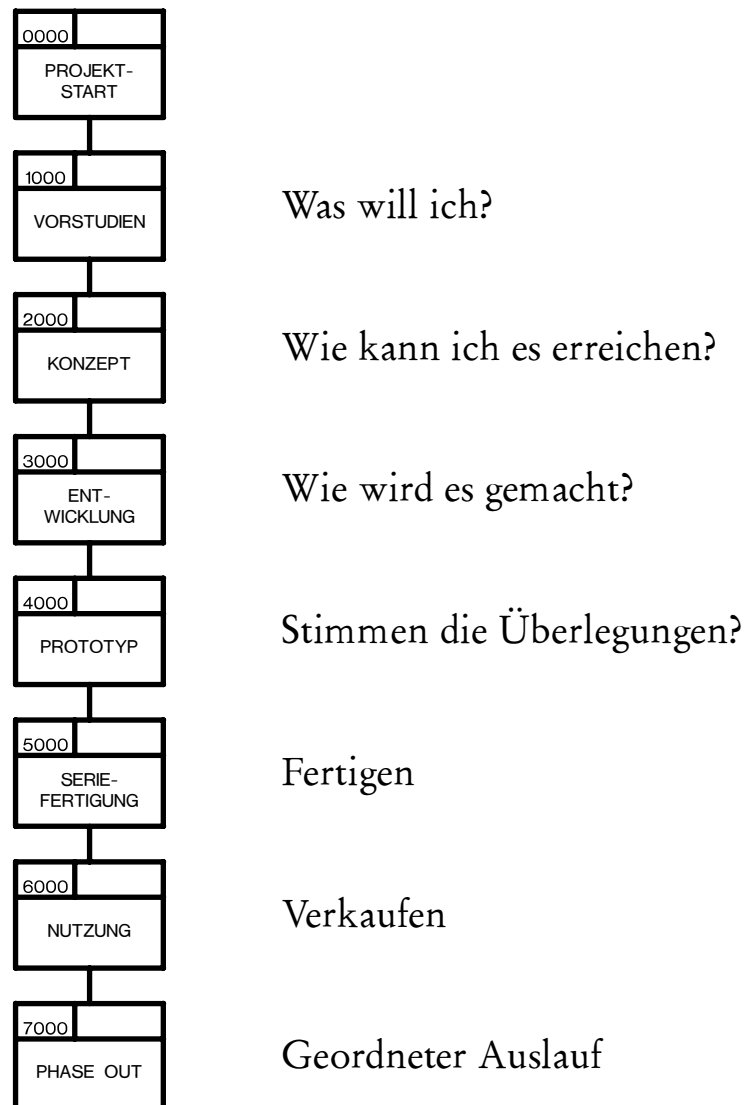 0000
PROJEKT-
START
1000
VORSTUDIEN
Was will ich?
2000
KONZEPT
Wie kann ich es erreichen?
3000
ENT-
WICKLUNG
Wie wird es gemacht?
4000
PROTOTYP
Stimmen die Überlegungen?
5000
SERIE-
FERTIGUNG
Fertigen
6000
NUTZUNG
Verkaufen
7000
PHASE OUT
Geordneter Auslauf